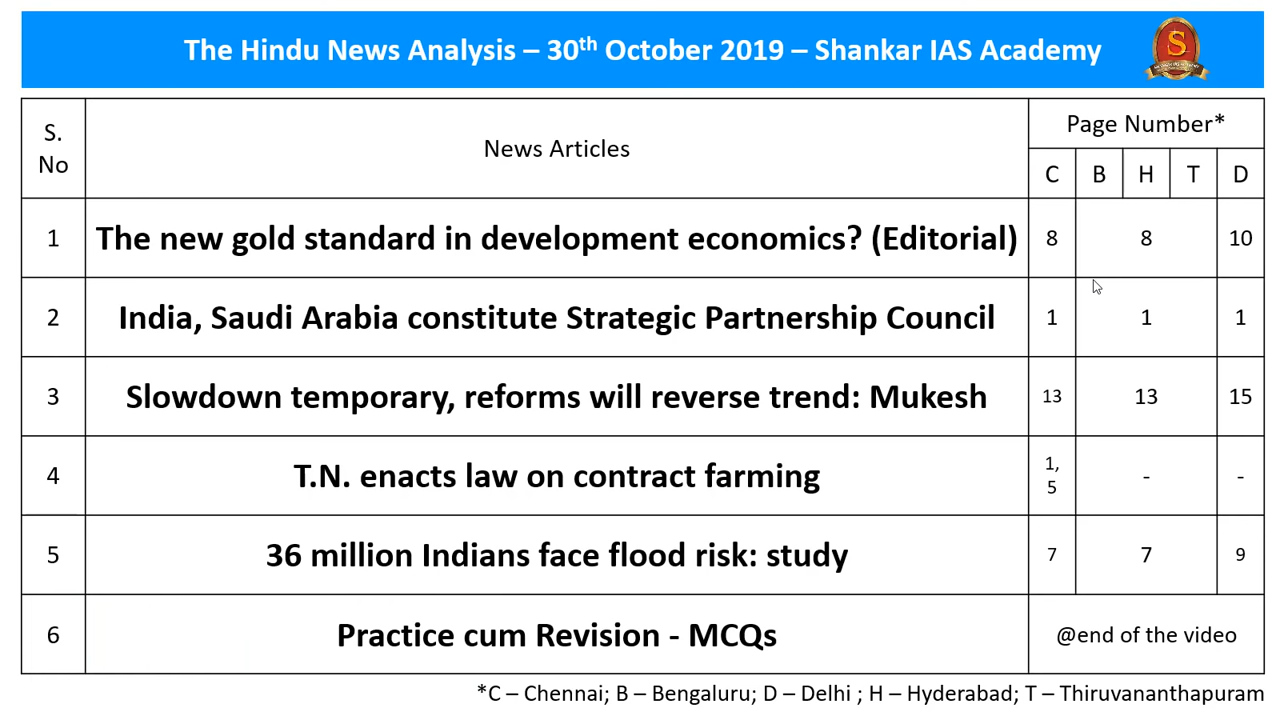 The Hindu News Analysis – 30th October 2019 – Shankar IAS Academy
S
S. No
News Articles
Page Number*
C B H T D
1 The new gold standard in development economics? (Editorial) 8 8 10
2 India, Saudi Arabia constitute Strategic Partnership Council 1 1 1
3 Slowdown temporary, reforms will reverse trend: Mukesh 13 13 15
4 T.N. enacts law on contract farming 1, 5 - -
5 36 million Indians face flood risk: study 7 7 9
6 Practice cum Revision - MCQs @end of the video
*C – Chennai; B – Bengaluru; D – Delhi ; H – Hyderabad; T – Thiruvananthapuram